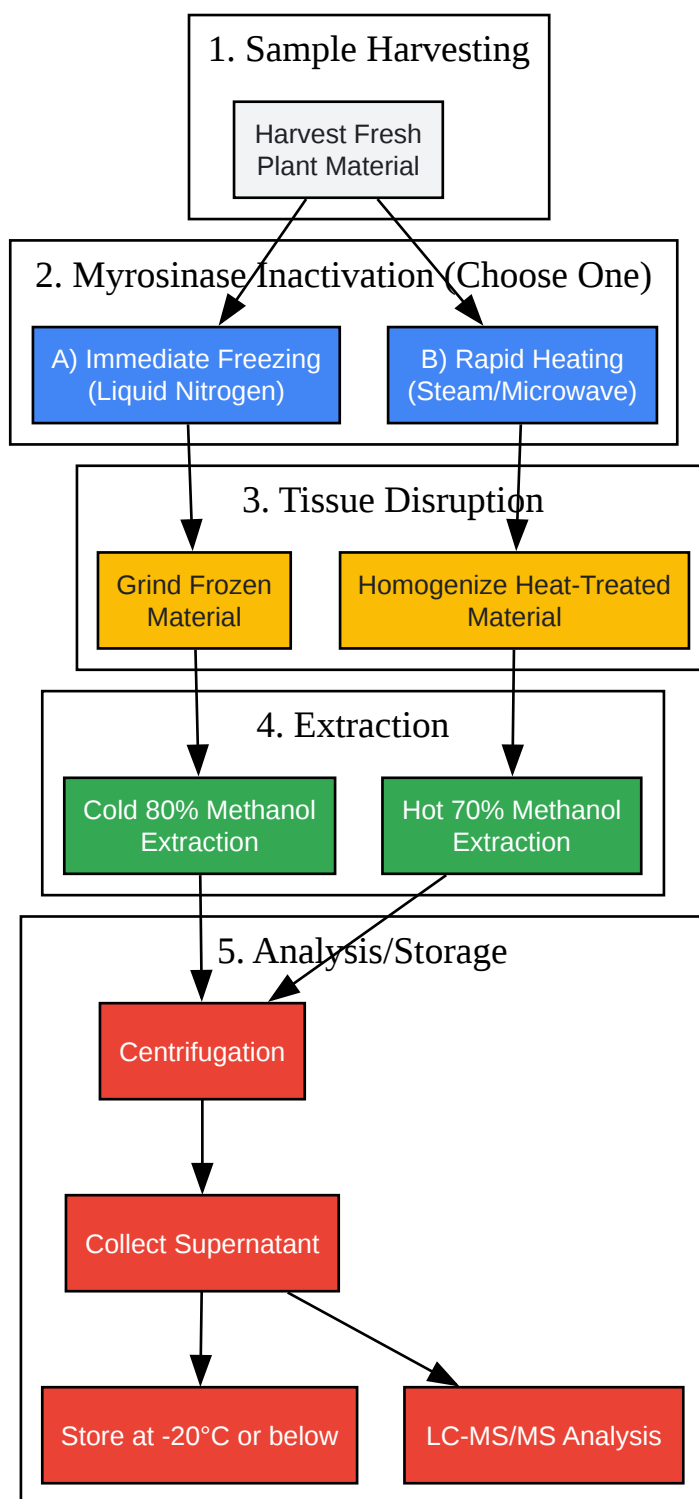 1. Sample Harvesting
Harvest Fresh
Plant Material
2. Myrosinase Inactivation (Choose One)
A) Immediate Freezing
(Liquid Nitrogen)
B) Rapid Heating
(Steam/Microwave)
3. Tissue Disruption
Grind Frozen
Material
Homogenize Heat-Treated
Material
4. Extraction
Cold 80% Methanol
Extraction
Hot 70% Methanol
Extraction
5. Analysis/Storage
Centrifugation
Collect Supernatant
Store at -20°C or below
LC-MS/MS Analysis